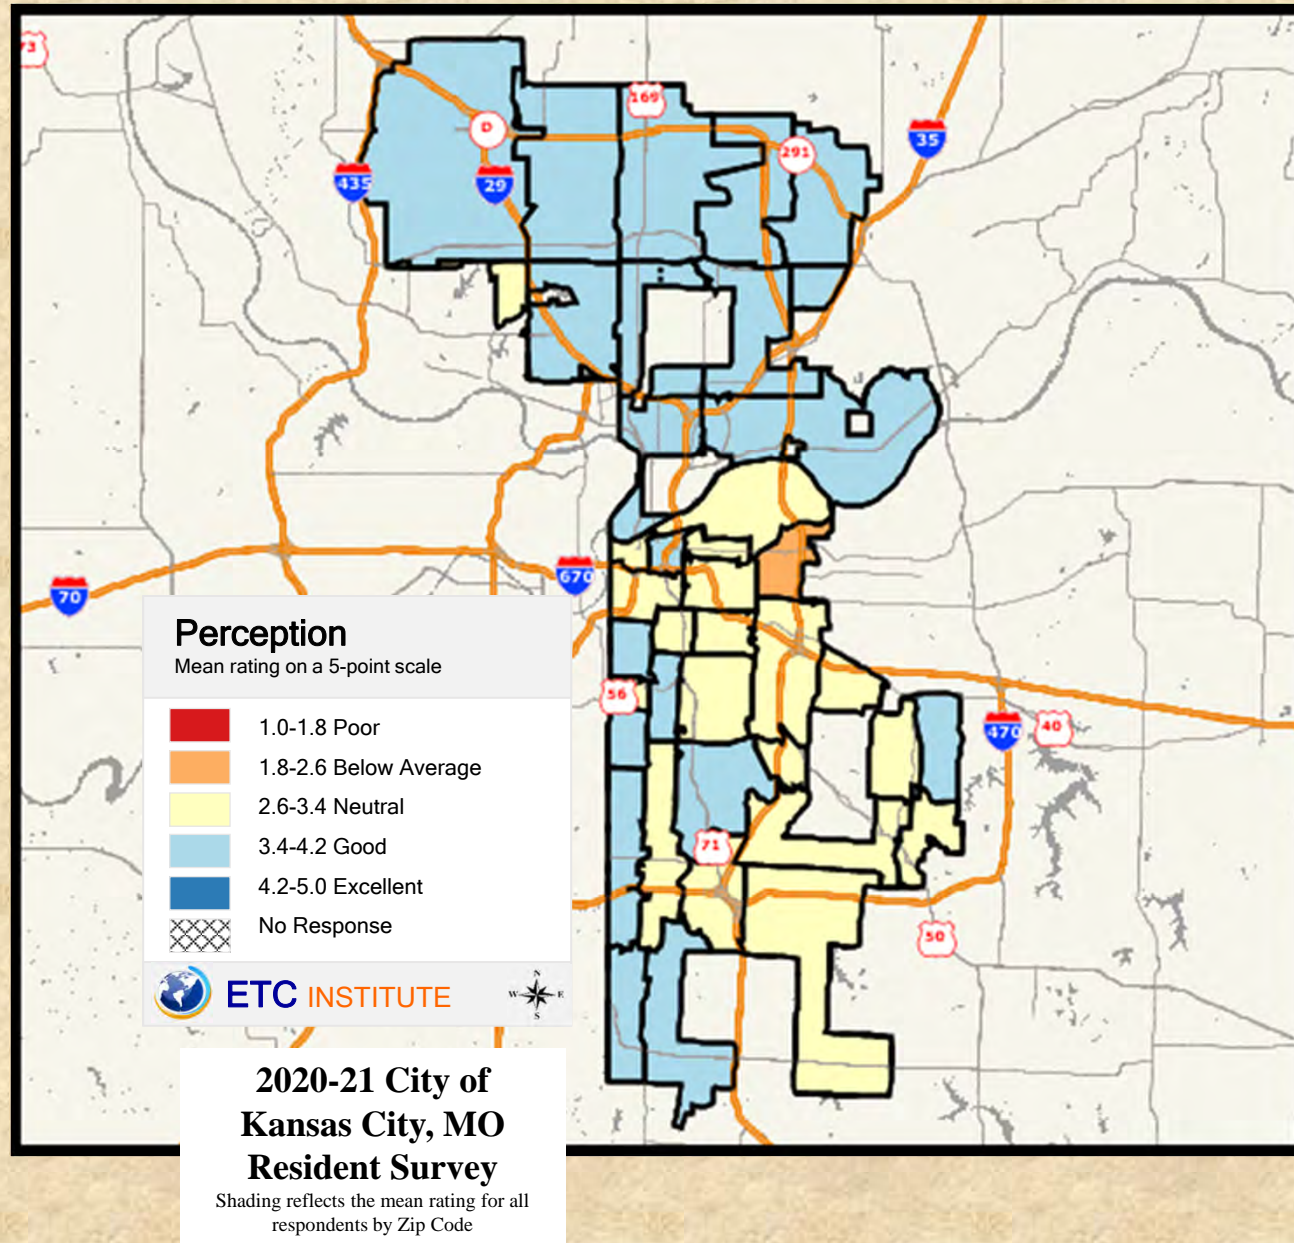 73
169
D
291
35
435
29
70
670
56
40
470
71
50
Perception
Mean rating on a 5-point scale
1.0-1.8 Poor
1.8-2.6 Below Average
2.6-3.4 Neutral
3.4-4.2 Good
4.2-5.0 Excellent
No Response
ETC INSTITUTE
N
W E
S
2020-21 City of
Kansas City, MO
Resident Survey
Shading reflects the mean rating for all
respondents by Zip Code